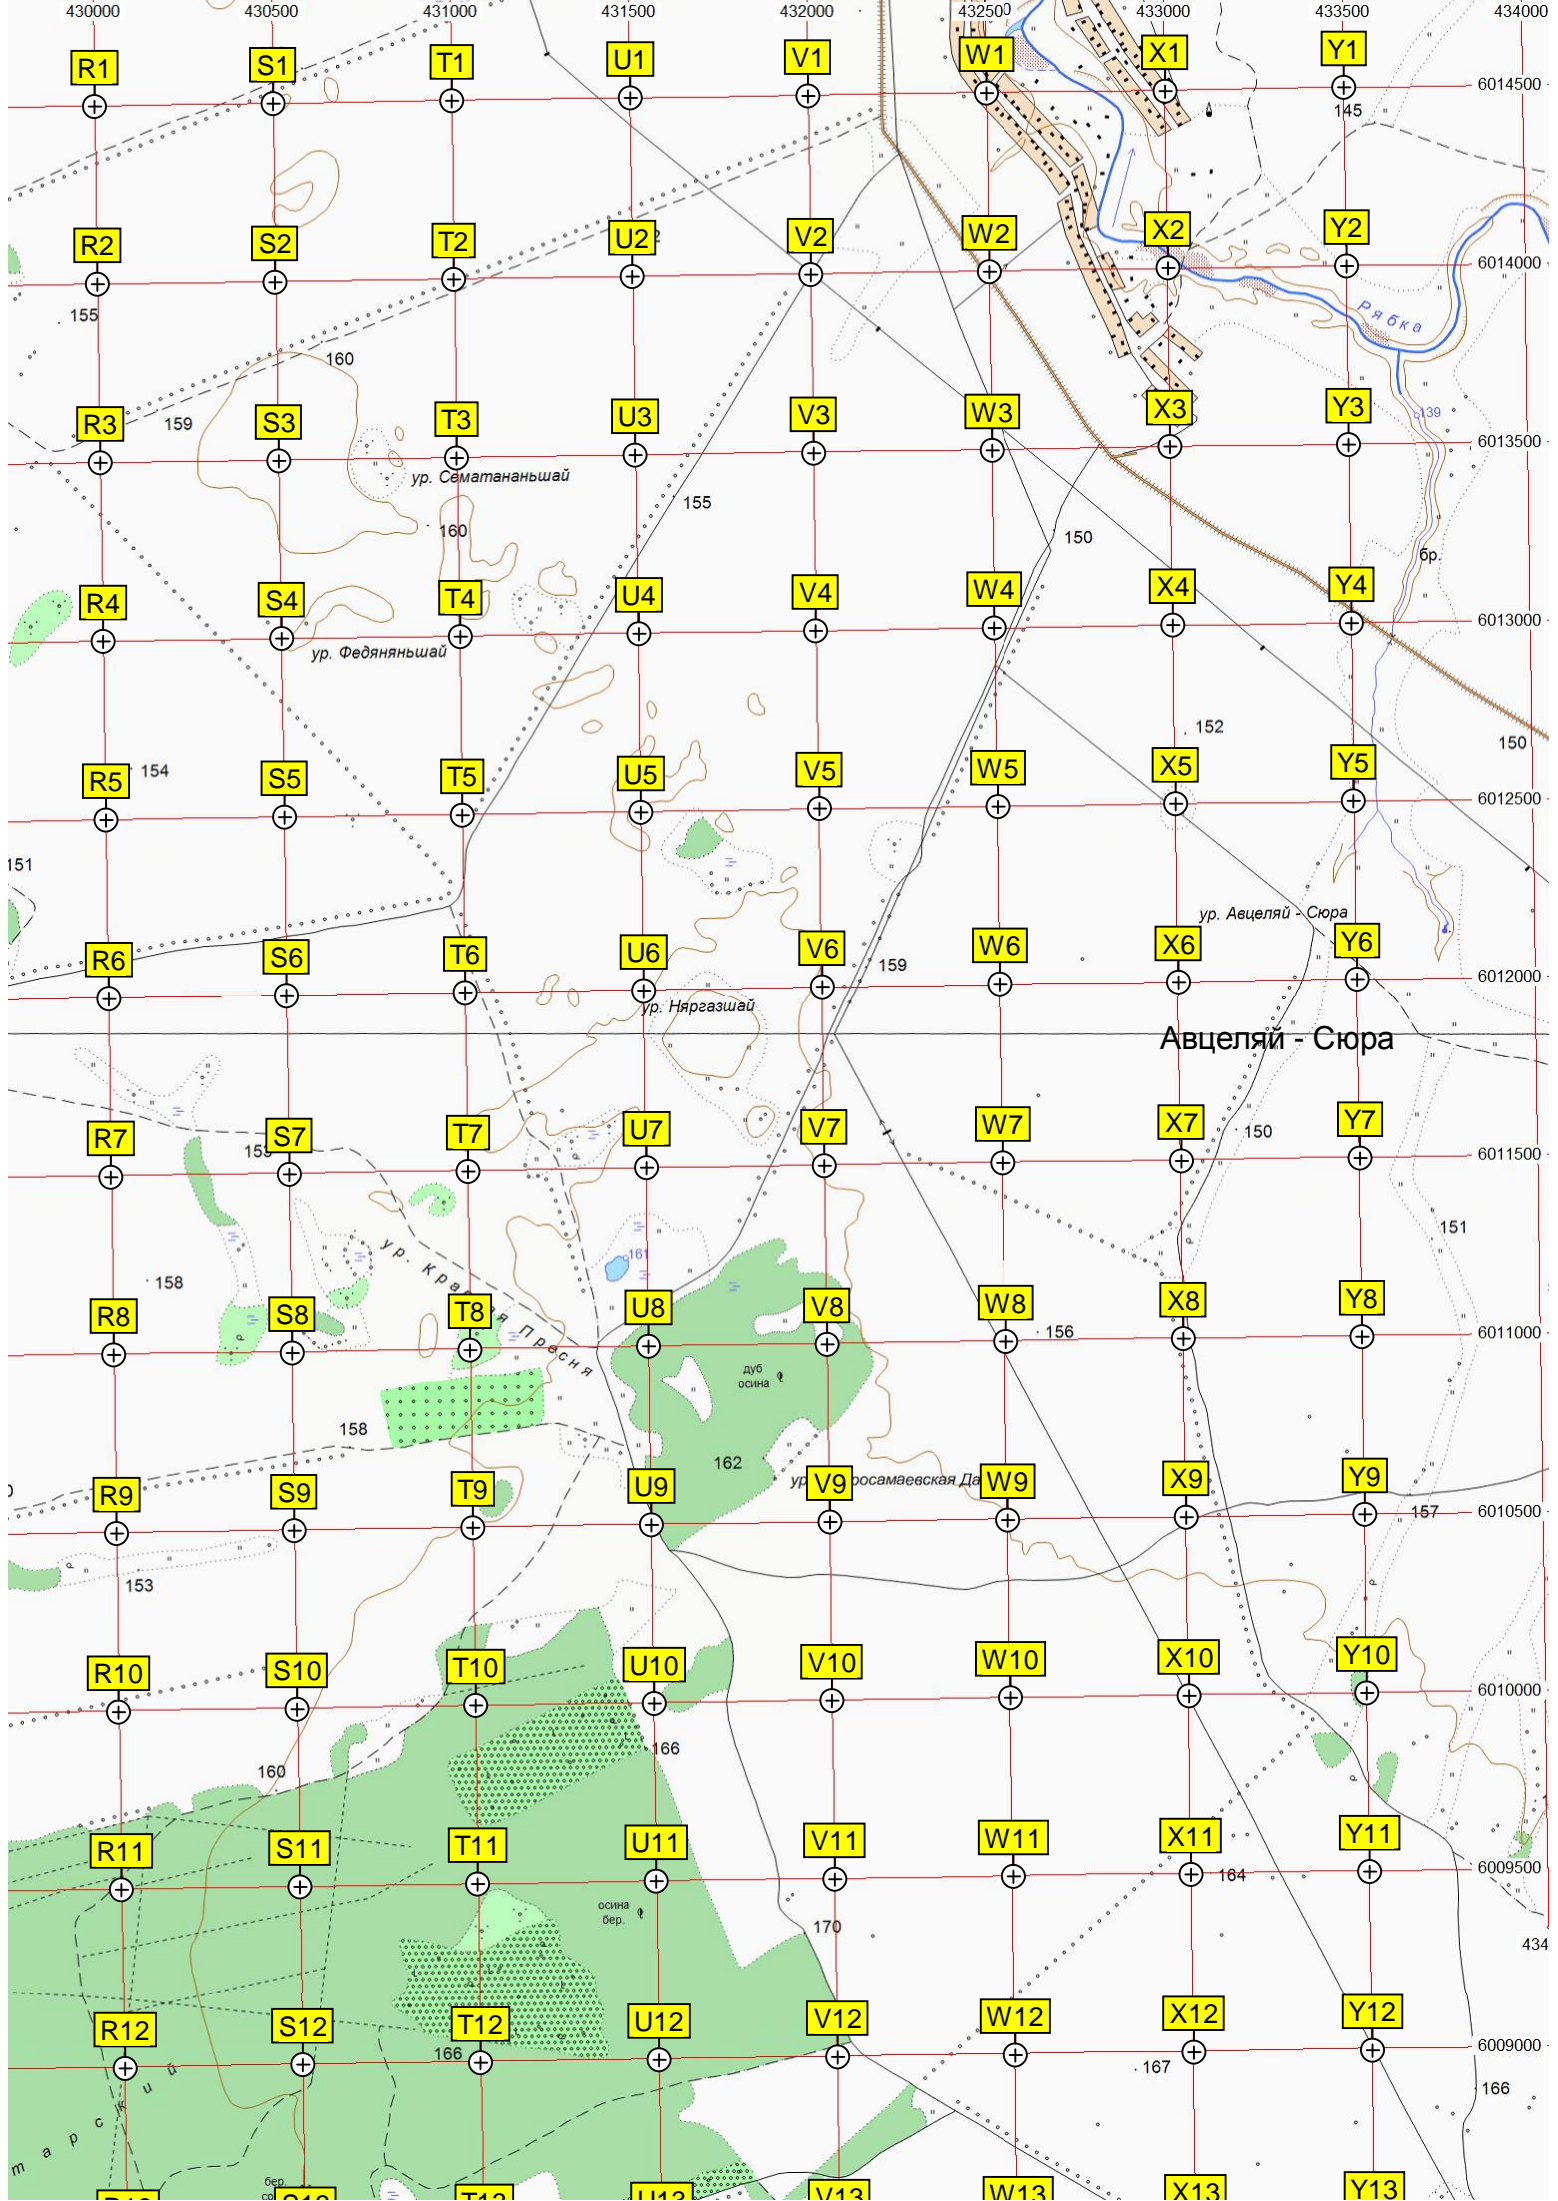 430000 430500 431000 431500 432000 432500 433000 433500 434000
R1 S1 T1 U1 V1 W1 X1 Y1
6014500
145
R2 S2 T2 U2 V2 W2 X2 Y2
6014000
155
Рябка
160
159
R3 S3 T3 U3 V3 W3 X3 Y3
139
6013500
ур. Сематананьшай
155
160
150
бр.
R4 S4 T4 U4 V4 W4 X4 Y4
6013000
ур. Федяняньшай
152
150
154
R5 S5 T5 U5 V5 W5 X5 Y5
6012500
151
ур. Авцеляй - Сюра
R6 S6 T6 U6 V6 W6 X6 Y6
159
6012000
ур. Няргазшай
Авцеляй - Сюра
R7 S7 T7 U7 V7 W7 X7 Y7
150
6011500
151
161
158
R8 S8 T8 U8 V8 W8 X8 Y8
156
6011000
дуб
осина
158
162
R9 S9 T9 U9 V9 W9 X9 Y9
157
6010500
153
R10 S10 T10 U10 V10 W10 X10 Y10
6010000
166
160
R11 S11 T11 U11 V11 W11 X11 Y11
164
6009500
осина
бер.
170
434
R12 S12 T12 U12 V12 W12 X12 Y12
166
6009000
167
166
бер.
U13 V13 W13 X13 Y13